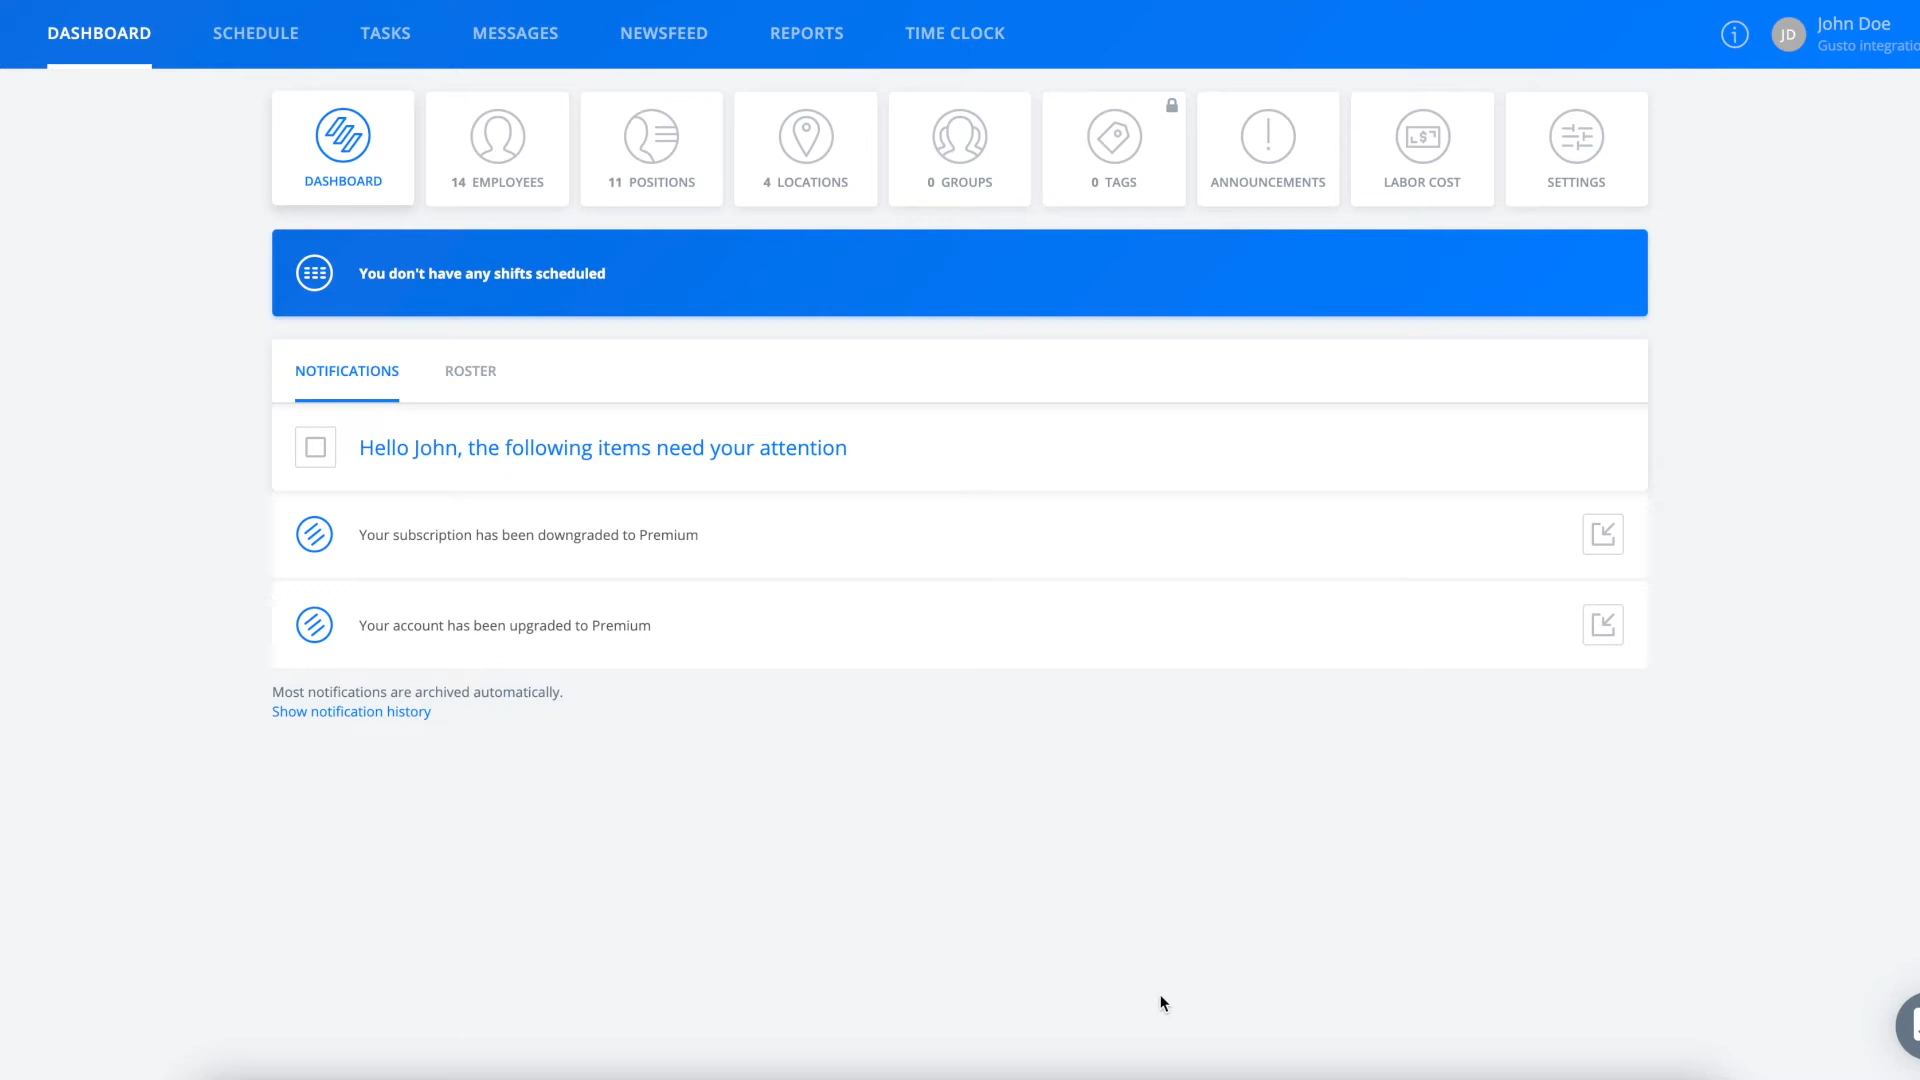 DASHBOARD SCHEDULE TASKS MESSAGES NEWSFEED REPORTS TIME CLOCK
JD John Doe
Gusto integratio
DASHBOARD
14 EMPLOYEES
11 POSITIONS
4 LOCATIONS
0 GROUPS
0 TAGS
ANNOUNCEMENTS
LABOR COST
SETTINGS
You don't have any shifts scheduled
NOTIFICATIONS ROSTER
Hello John, the following items need your attention
Your subscription has been downgraded to Premium
Your account has been upgraded to Premium
Most notifications are archived automatically.
Show notification history